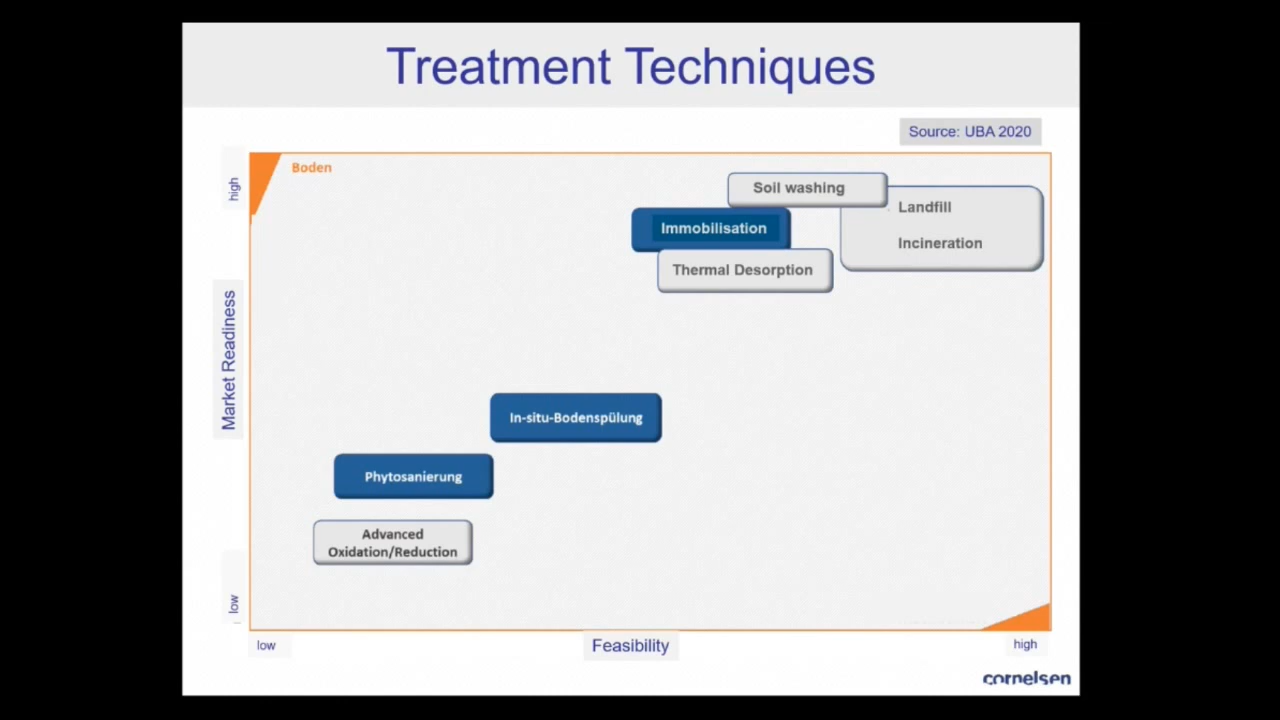 Treatment Techniques
Source: UBA 2020
Boden
high
Soil washing
Landfill
Immobilisation
Incineration
Thermal Desorption
Market Readiness
In-situ-Bodenspülung
Phytosanierung
Advanced
Oxidation/Reduction
low
low
Feasibility
high
cornelsen